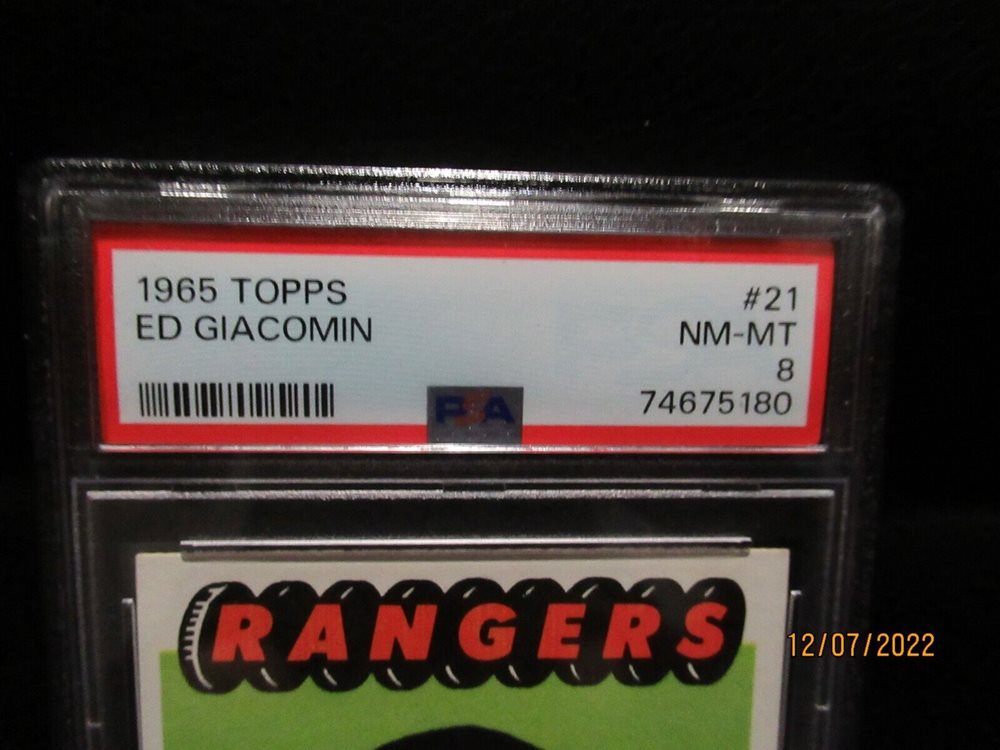 1965 TOPPS #21
ED GIACOMIN NM-MT
8
PSA 74675180
RANGERS
12/07/2022